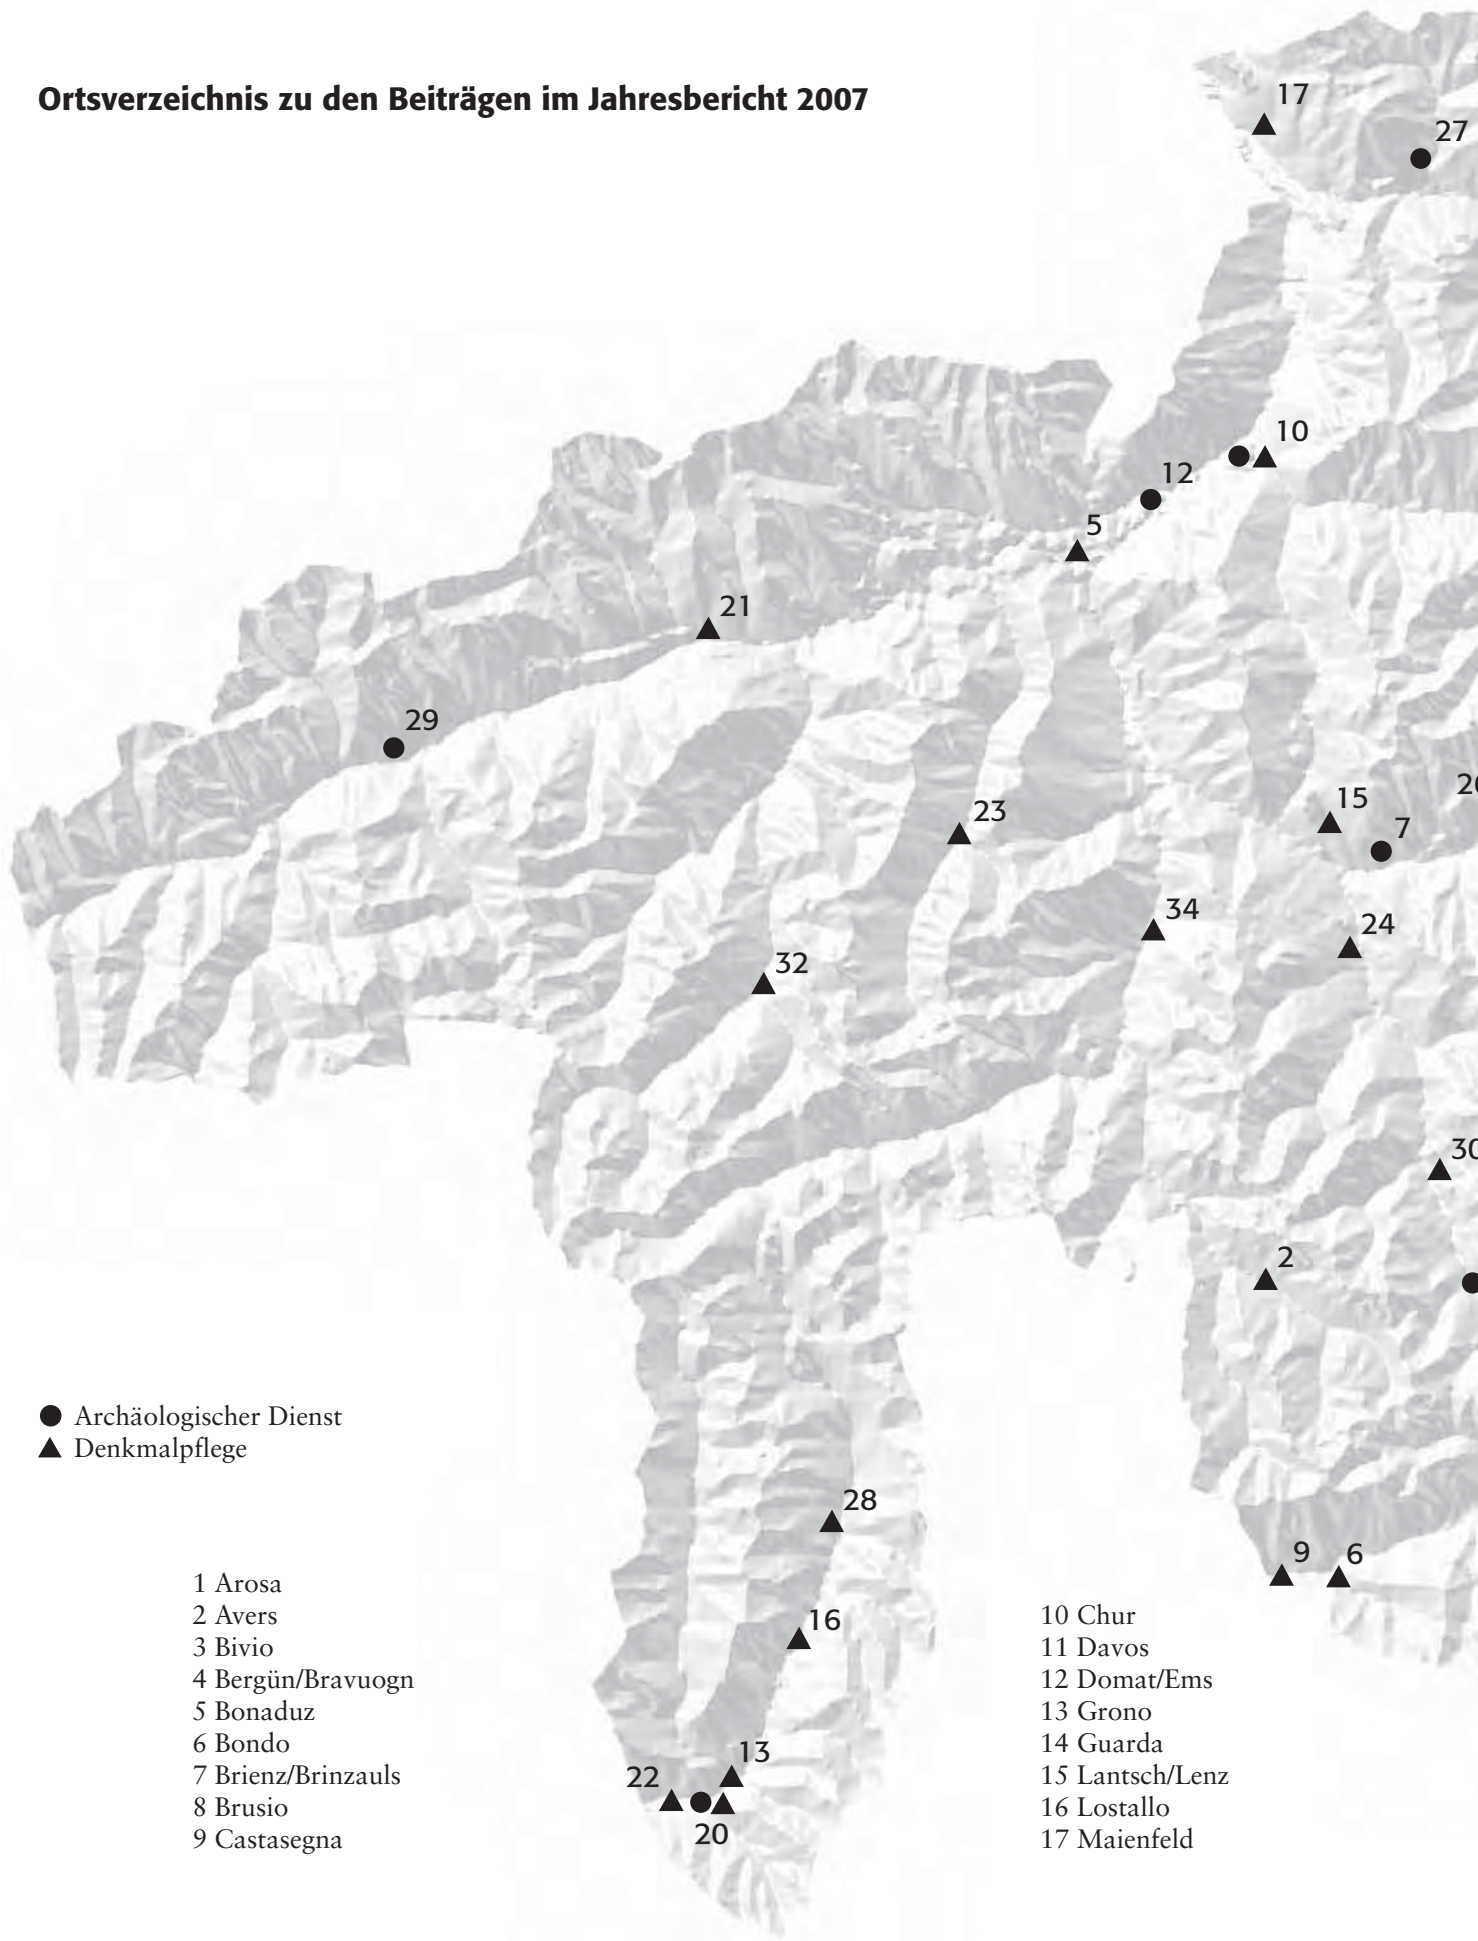 Ortsverzeichnis zu den Beiträgen im Jahresbericht 2007
17
27
10
12
5
21
29
15
7
23
34
24
32
30
2
28
9
6
16
13
22
20
Archäologischer Dienst
Denkmalpflege
1 Arosa
2 Avers
3 Bivio
4 Bergün/Bravuogn
5 Bonaduz
6 Bondo
7 Brienz/Brinzauls
8 Brusio
9 Castasegna
10 Chur
11 Davos
12 Domat/Ems
13 Grono
14 Guarda
15 Lantsch/Lenz
16 Lostallo
17 Maienfeld